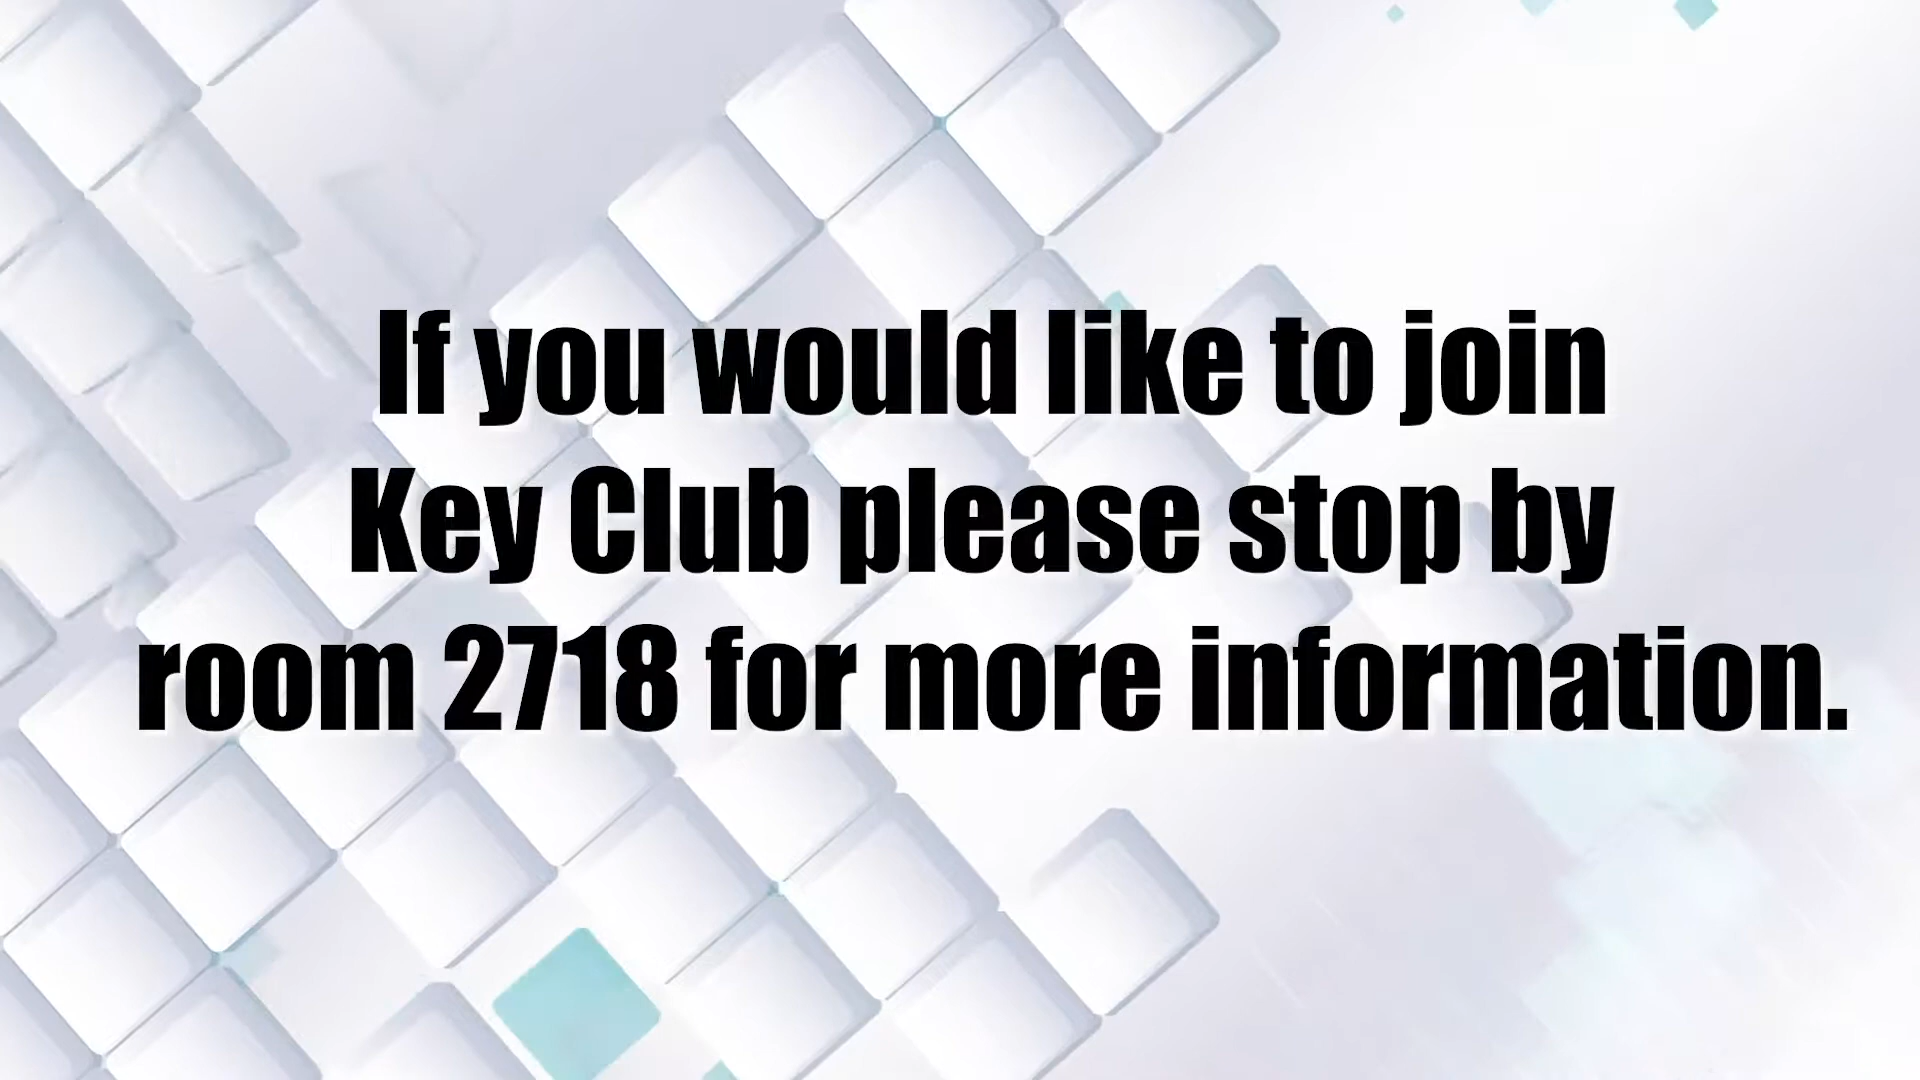 If you would like to join
Key Club please stop by
room 2718 for more information.